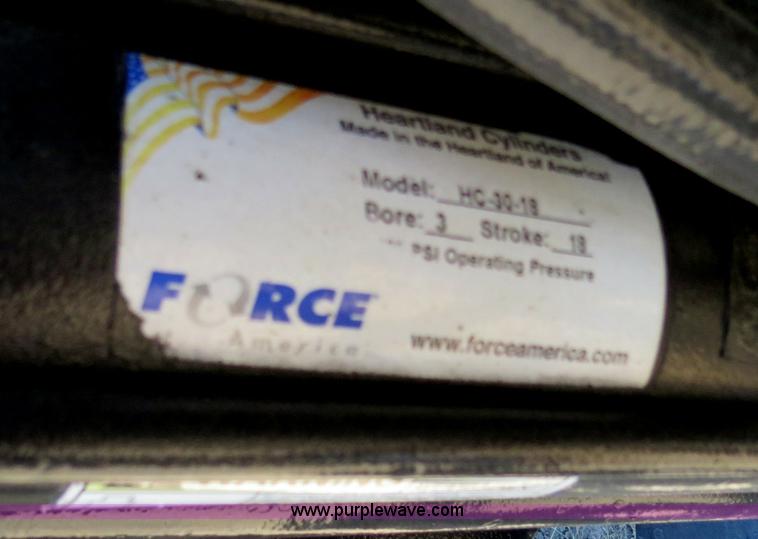 Heartland Cylinders
Made in the Heartland of America!
Model: HC-30-18
Bore: 3 Stroke: 18
PSI Operating Pressure
FORCE
America
www.forceamerica.com
www.purplewave.com